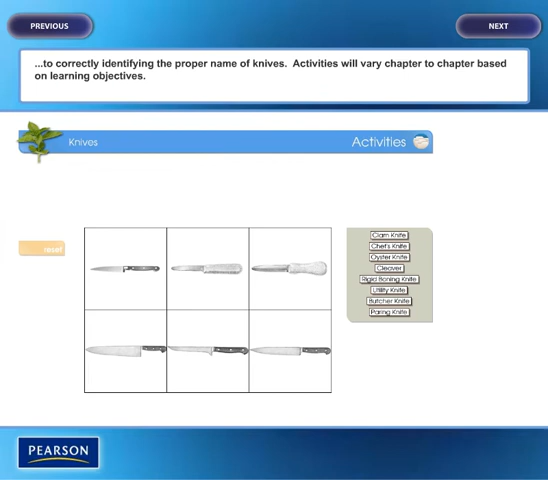 PREVIOUS
NEXT
...to correctly identifying the proper name of knives. Activities will vary chapter to chapter based
on learning objectives.
Knives
Activities
reset
Clam Knife
Chef's Knife
Oyster Knife
Cleaver
Rigid Boning Knife
Utility Knife
Butcher Knife
Paring Knife
PEARSON